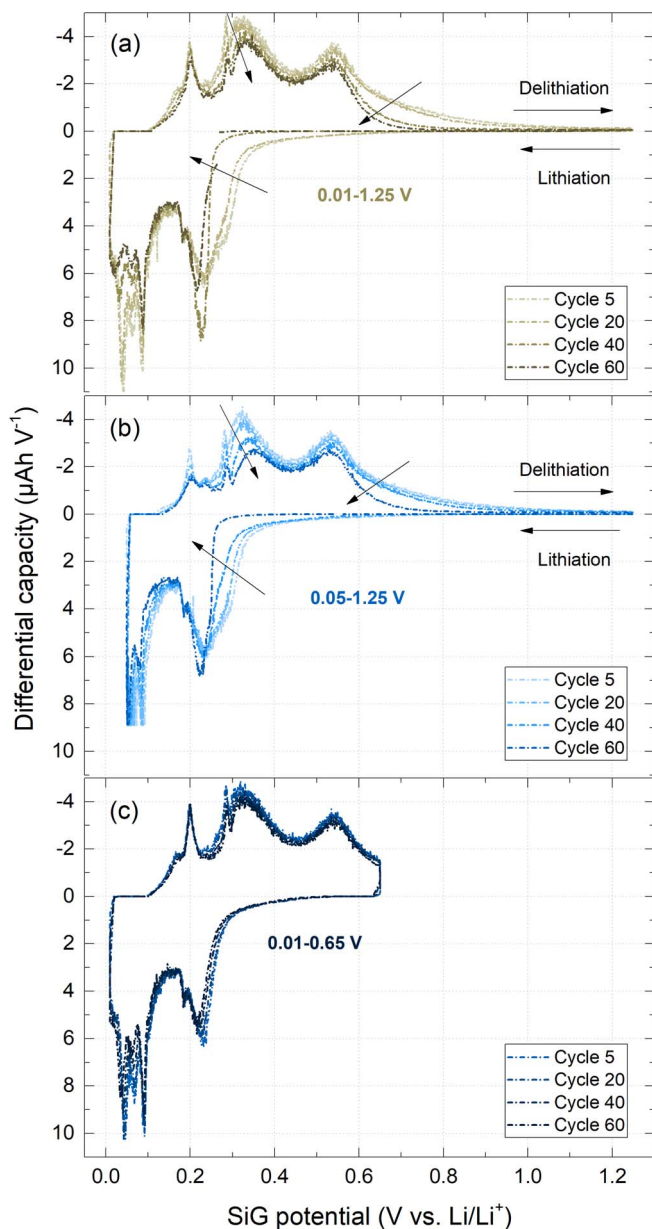 (a)
-4
-2
0
2
4
6
8
10
Delithiation
Lithiation
0.01-1.25 V
Cycle 5
Cycle 20
Cycle 40
Cycle 60
(b)
-4
-2
0
2
4
6
8
10
Delithiation
Lithiation
0.05-1.25 V
Cycle 5
Cycle 20
Cycle 40
Cycle 60
Differential capacity (µAh V⁻¹)
(c)
-4
-2
0
2
4
6
8
10
0.01-0.65 V
Cycle 5
Cycle 20
Cycle 40
Cycle 60
0.0 0.2 0.4 0.6 0.8 1.0 1.2
SiG potential (V vs. Li/Li⁺)